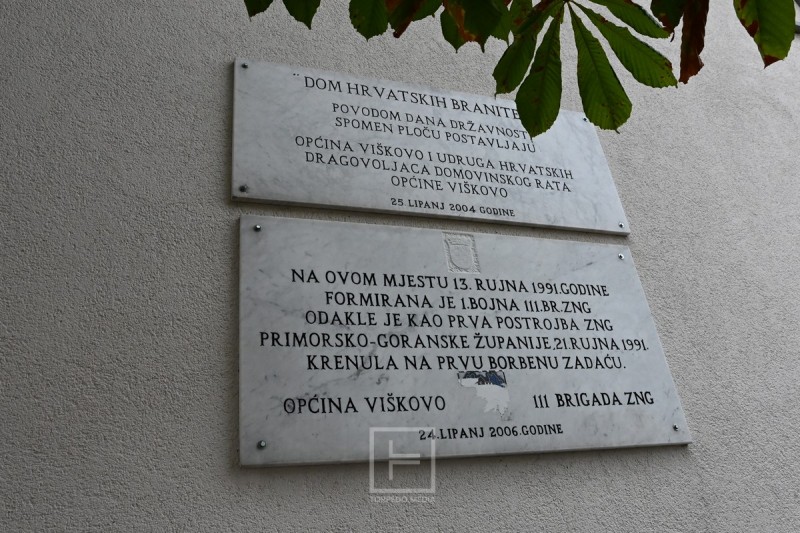 "DOM HRVATSKIH
POVODOM DANA DRŽAVNOSTI
SPOMEN PLOČU POSTAVLJAJU
OPĆINA VIŠKOVO I UDRUGA HRVATSKIH
DRAGOVOLJACA DOMOVINSKOG RATA
OPĆINE VIŠKOVO
25. LIPANJ 2004 GODINE
NA OVOM MJESTU 13. RUJNA 1991. GODINE
FORMIRANA JE 1. BOJNA 111. BR. ZNG
ODAKLE JE KAO PRVA POSTROJBA ZNG
PRIMORSKO-GORANSKE ŽUPANIJE, 21. RUJNA 1991.
KRENULA NA PRVU BORBENU ZADAĆU.
OPĆINA VIŠKOVO 111 BRIGADA ZNG
24. LIPANJ 2006. GODINE
TORPEDO MEDIA